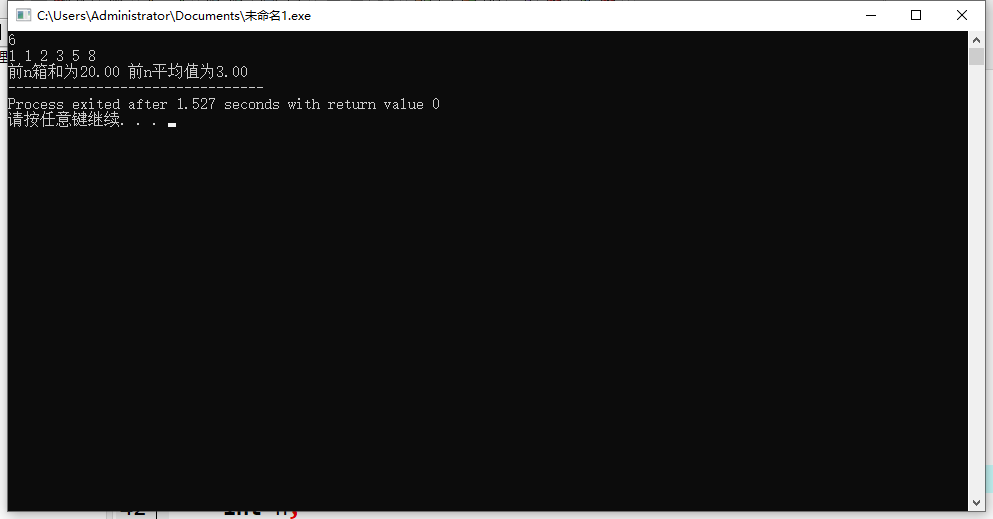 C:\Users\Administrator\Documents\未命名1.exe
6
1 1 2 3 5 8
前n箱和为20.00 前n平均值为3.00
--------------------------------
Process exited after 1.527 seconds with return value 0
请按任意键继续. . .
理